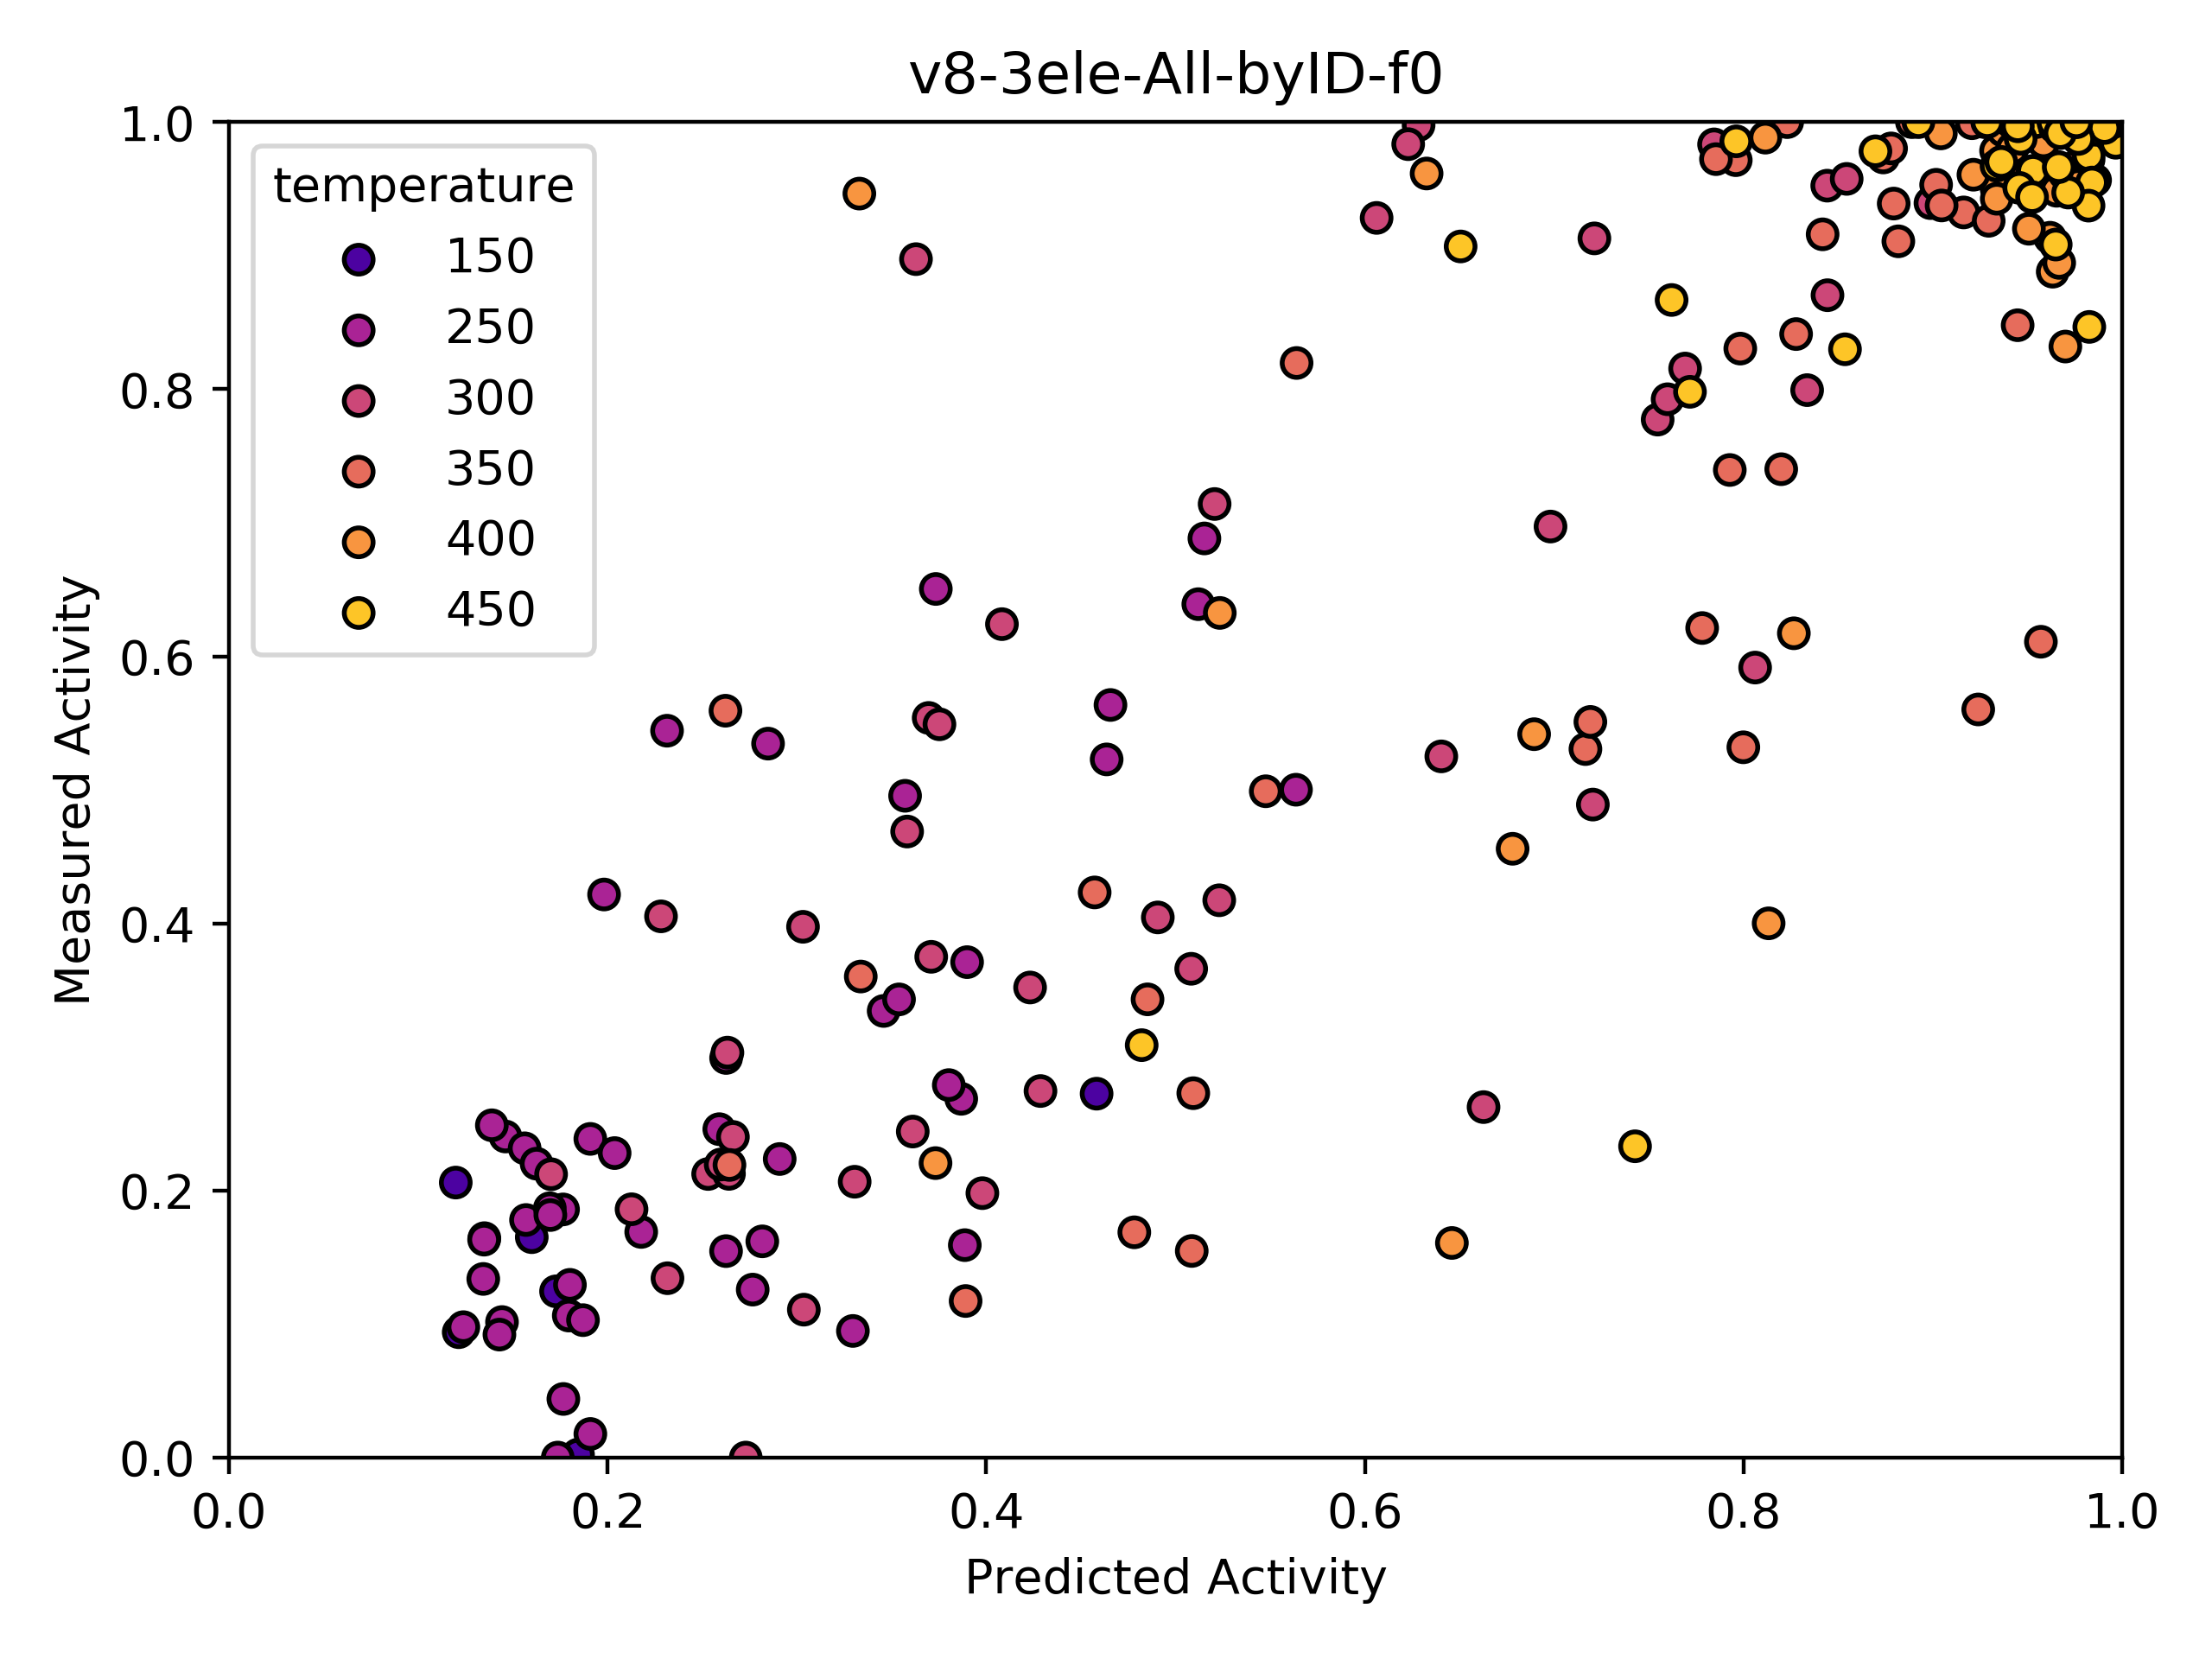 v8-3ele-All-byID-f0
temperature
150
250
300
350
400
450
Measured Activity
1.0
0.8
0.6
0.4
0.2
0.0
0.0 0.2 0.4 0.6 0.8 1.0
Predicted Activity